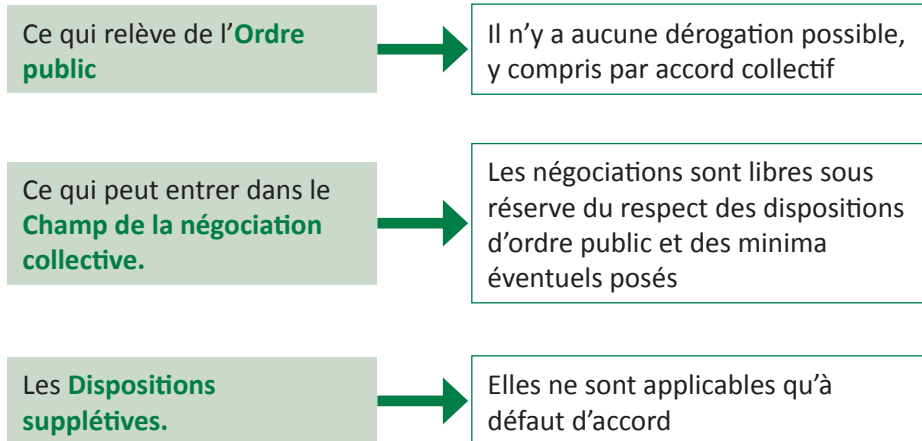 Ce qui relève de l’Ordre
public
Il n’y a aucune dérogation possible,
y compris par accord collectif
Ce qui peut entrer dans le
Champ de la négociation
collective.
Les négociations sont libres sous
réserve du respect des dispositions
d’ordre public et des minima
éventuels posés
Les Dispositions
supplétives.
Elles ne sont applicables qu’à
défaut d’accord